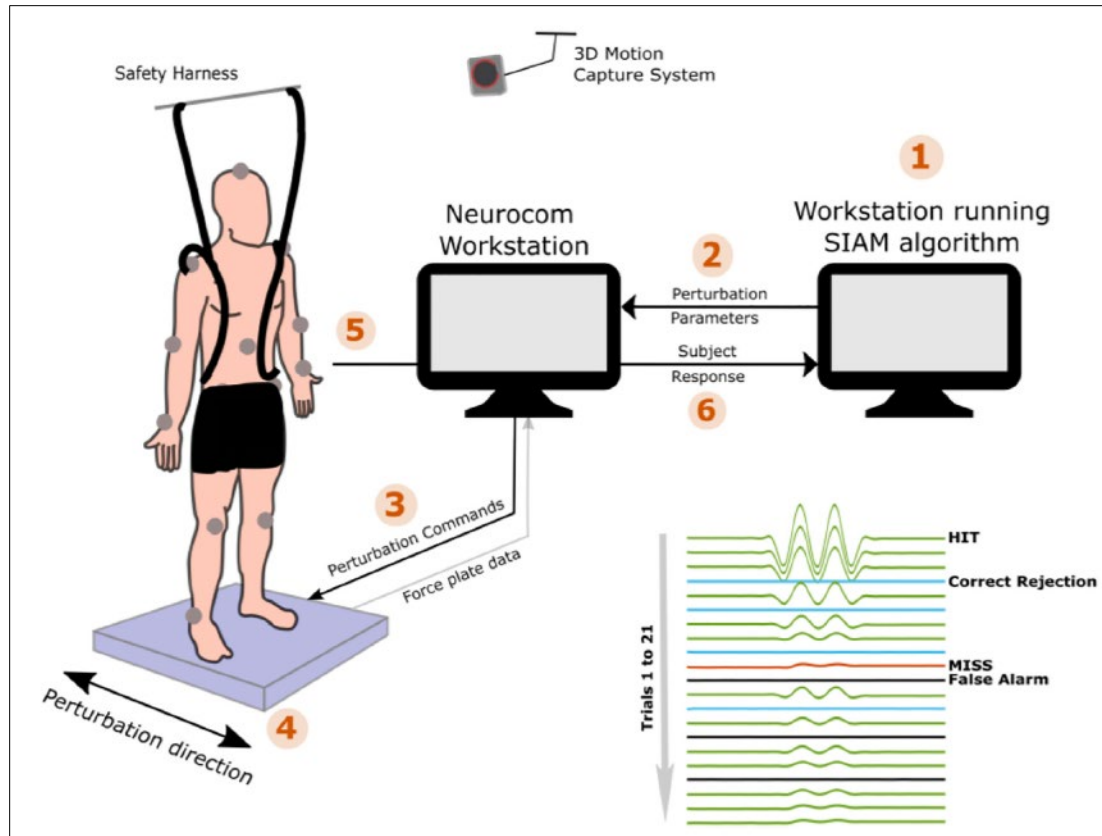 3D Motion
Capture System
Safety Harness
1
Workstation running
SIAM algorithm
Neurocom
Workstation
2
Perturbation
Parameters
5
Subject
Response
6
3
Perturbation Commands
Force plate data
4
Perturbation direction
Trials 1 to 21
HIT
Correct Rejection
MISS
False Alarm